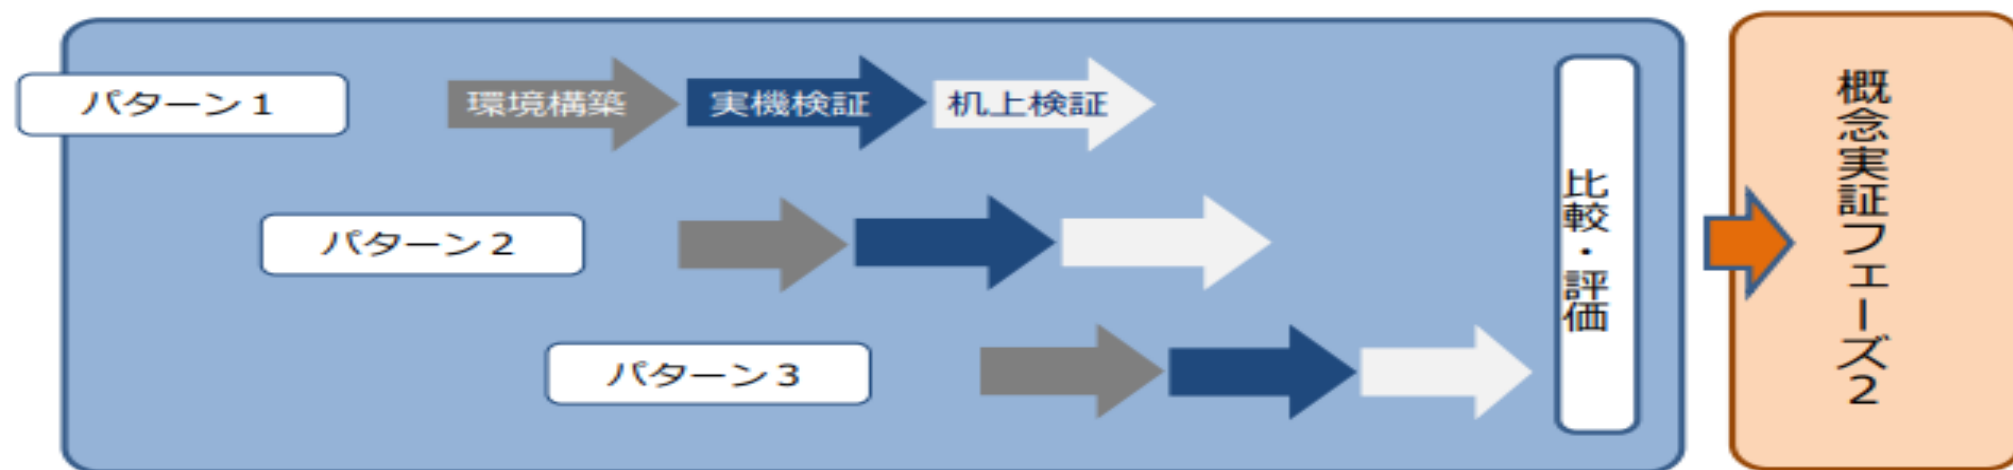 パターン１
環境構築
実機検証
机上検証
パターン２
パターン３
比較・評価
概念実証フェーズ２